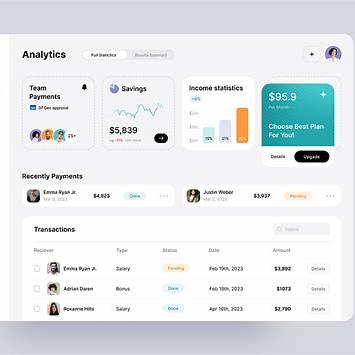 Analytics
Full Statistics
Results Summary
+
Team
Payments
07 Dec approval
25+
Savings
$5,839
Income statistics
+8%
$95.9
Per Month
Choose Best Plan
For You!
Details
Upgrade
Recently Payments
Emma Ryan Jr.
$4,823
Done
Justin Weber
$3,937
Pending
Transactions
Search
Reciever Type Status Date Amount
Emma Ryan Jr. Salary Pending Feb 19th, 2023 $3,892 Details
Adrian Daren Bonus Done Feb 18th, 2023 $1073 Details
Roxanne Hills Salary Done Apr 16th, 2023 $2,790 Details